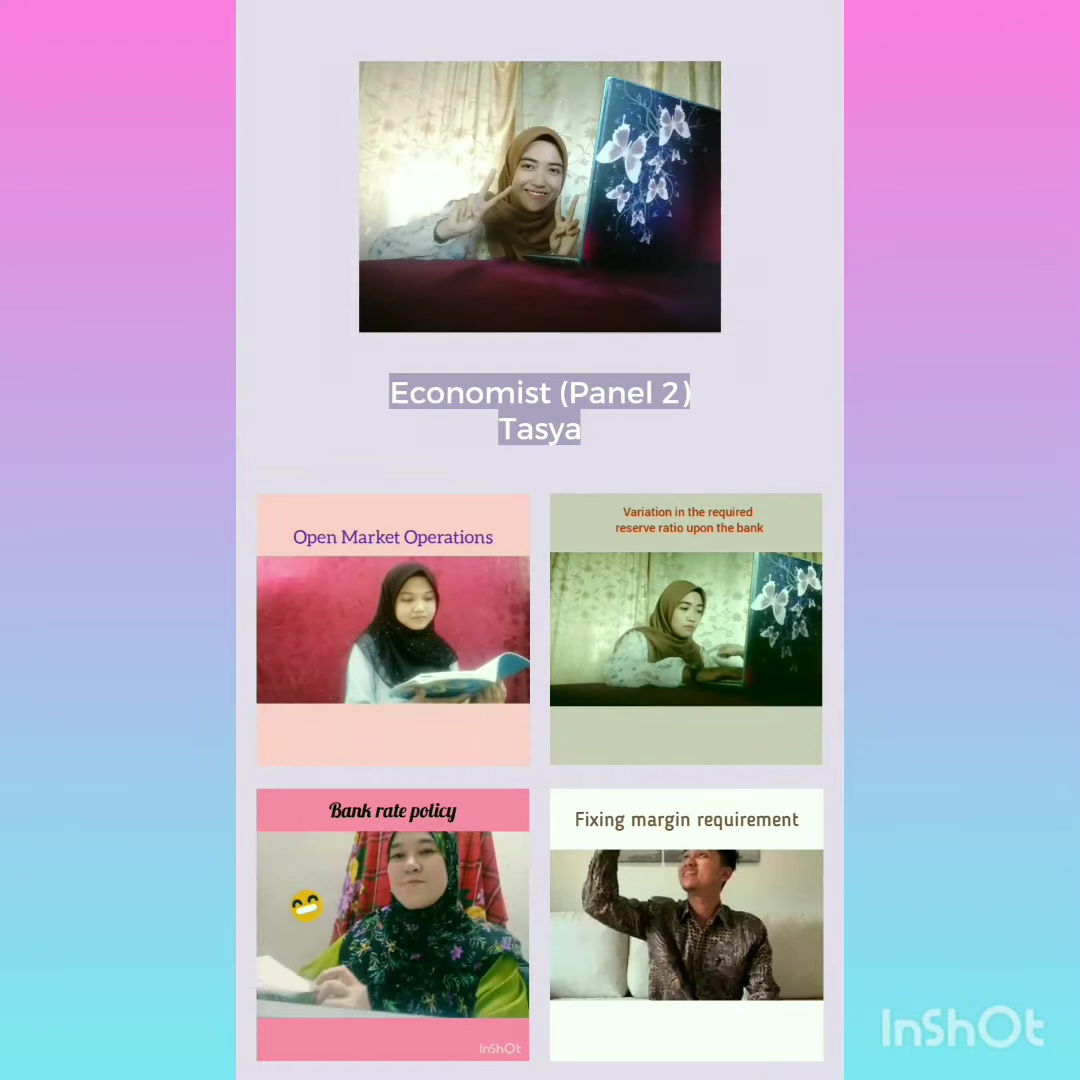 Economist (Panel 2)
Tasya
Open Market Operations
Variation in the required
reserve ratio upon the bank
Bank rate policy
Fixing margin requirement
InShOt
InShOt